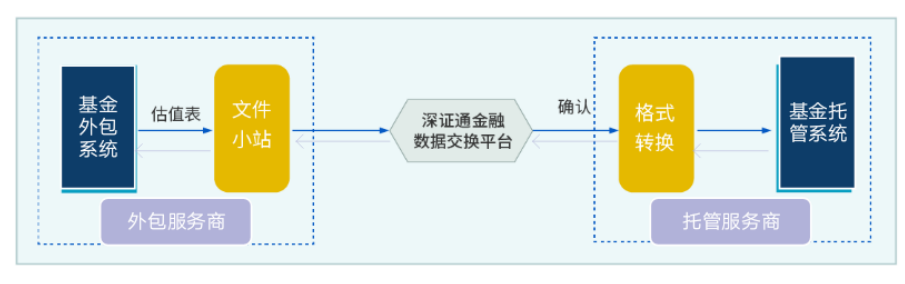 基金
外包
系统
估值表
文件
小站
深证通金融
数据交换平台
确认
格式
转换
基金托
管系统
外包服务商
托管服务商